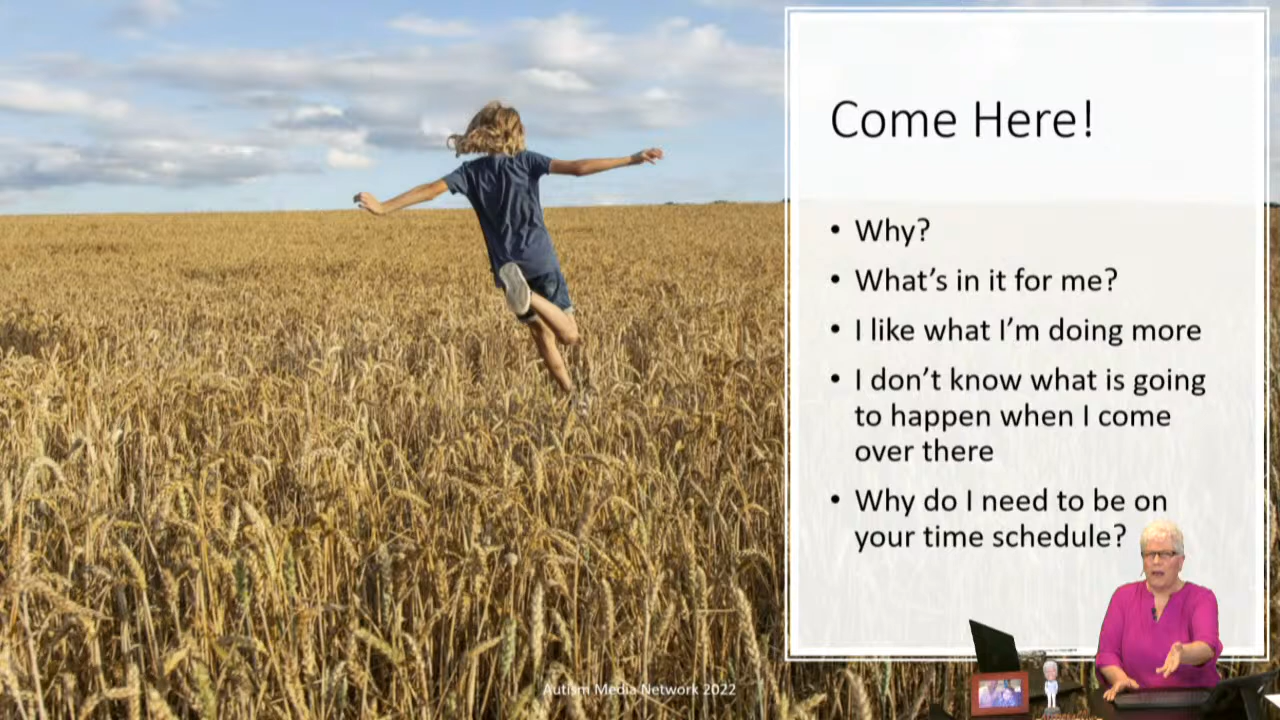 Come Here!
• Why?
• What's in it for me?
• I like what I'm doing more
• I don't know what is going
to happen when I come
over there
• Why do I need to be on
your time schedule?
Autism Media Network 2022